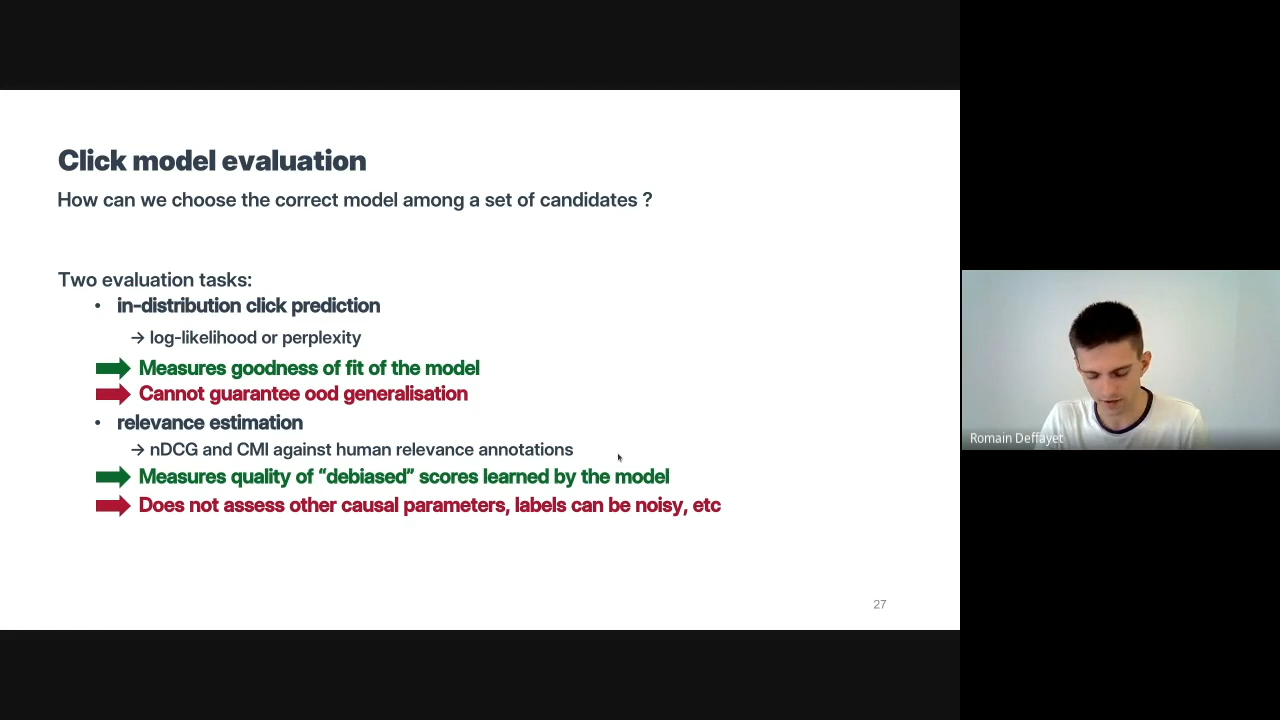 Click model evaluation
How can we choose the correct model among a set of candidates ?
Two evaluation tasks:
• in-distribution click prediction
→ log-likelihood or perplexity
Measures goodness of fit of the model
Cannot guarantee ood generalisation
• relevance estimation
→ nDCG and CMI against human relevance annotations
Measures quality of “debiased” scores learned by the model
Does not assess other causal parameters, labels can be noisy, etc
27
Romain Deffayet